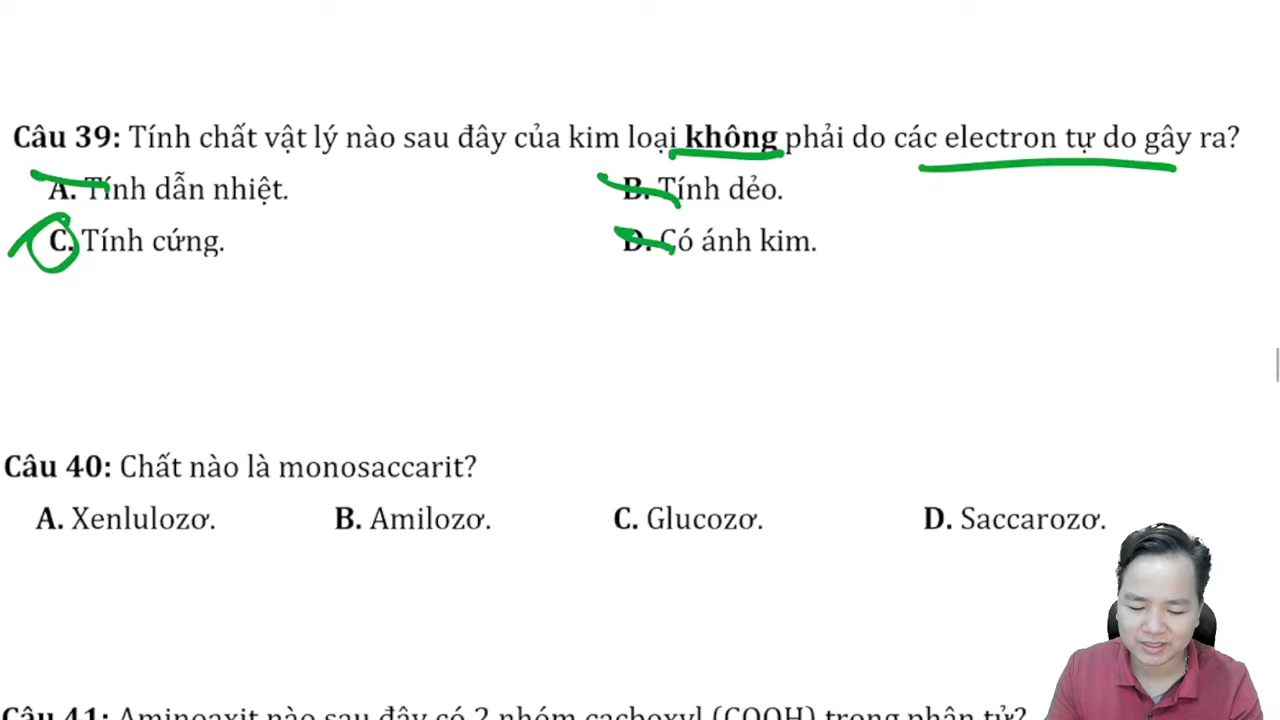 Câu 39: Tính chất vật lý nào sau đây của kim loại không phải do các electron tự do gây ra?
A. Tính dẫn nhiệt. B. Tính dẻo.
C. Tính cứng. D. Có ánh kim.
Câu 40: Chất nào là monosaccarit?
A. Xenlulozơ. B. Amilozơ. C. Glucozơ. D. Saccarozơ.
Câu 41: Aminoaxit nào sau đây có 2 nhóm cacboxyl (COOH) trong phân tử?